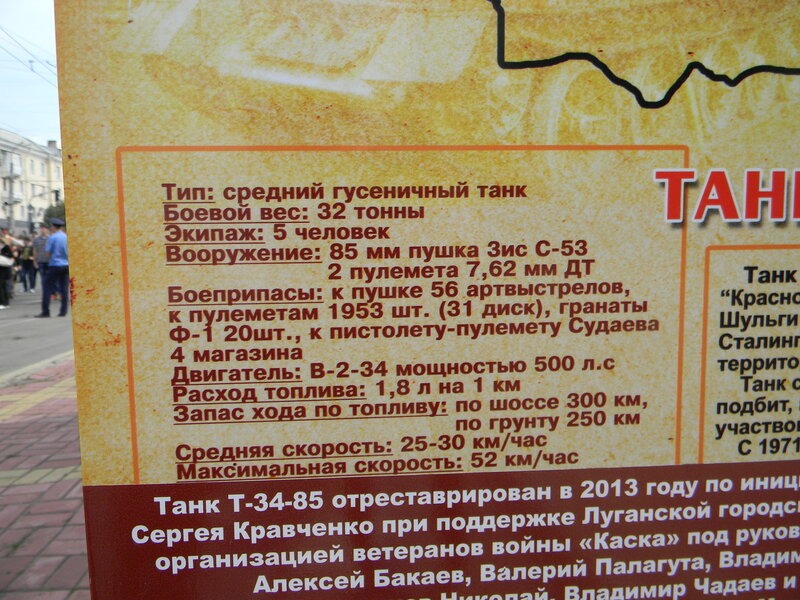 Тип: средний гусеничный танк
Боевой вес: 32 тонны
Экипаж: 5 человек
Вооружение: 85 мм пушка Зис С-53
2 пулемета 7,62 мм ДТ
Боеприпасы: к пушке 56 артвыстрелов,
к пулеметам 1953 шт. (31 диск), гранаты
Ф-1 20шт., к пистолету-пулемету Судаева
4 магазина
Двигатель: В-2-34 мощностью 500 л.с
Расход топлива: 1,8 л на 1 км
Запас хода по топливу: по шоссе 300 км,
по грунту 250 км
Средняя скорость: 25-30 км/час
Максимальная скорость: 52 км/час
ТАН
Танк
“Красно
Шульги
Сталинг
террито
Танк с
подбит,
участвов
С 1971
Танк Т-34-85 отреставрирован в 2013 году по иници
Сергея Кравченко при поддержке Луганской городс
организацией ветеранов войны «Каска» под руков
Алексей Бакаев, Валерий Палагута, Владим
Николай, Владимир Чадаев и